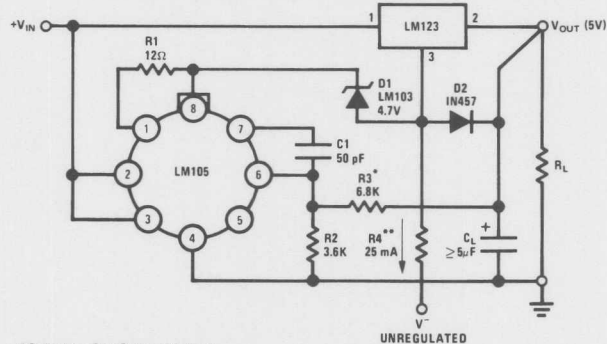 +VIN
1
LM123
2
VOUT (5V)
R1
12Ω
3
D1
LM103
4.7V
D2
IN457
8
1
7
C1
50 pF
2
LM105
6
RL
R3*
6.8K
3
5
4
R2
3.6K
R4**
25 mA
+
CL
≥5μF
V−
UNREGULATED